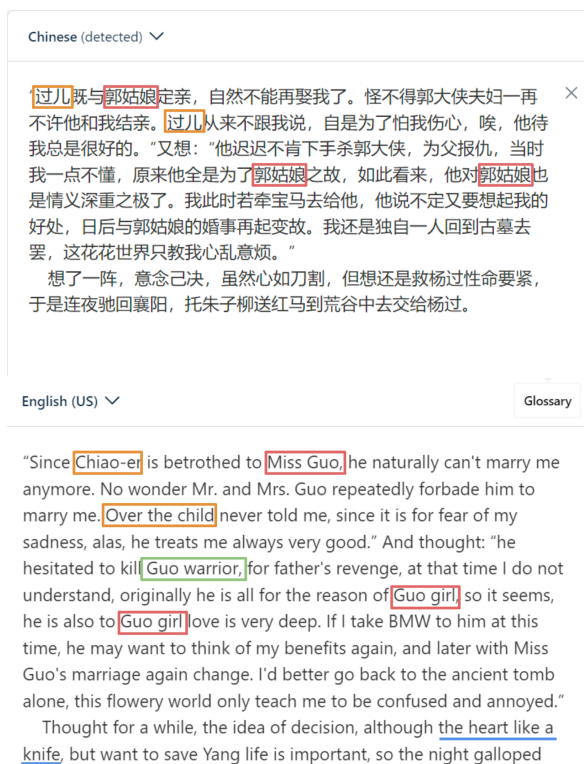 Chinese (detected)
“过儿既与郭姑娘定亲，自然不能再娶我了。怪不得郭大侠夫妇一再
不许他和我结亲。过儿从来不跟我说，自是为了怕我伤心，唉，他待
我总是很好的。”又想：“他迟迟不肯下手杀郭大侠，为父报仇，当时
我一点不懂，原来他全是为了郭姑娘之故，如此看来，他对郭姑娘也
是情义深重之极了。我此时若牵宝马去给他，他说不定又要想起我的
好处，日后与郭姑娘的婚事再起变故。我还是独自一人回到古墓去
罢，这花花世界只教我心乱意烦。”
想了一阵，意念己决，虽然心如刀割，但想还是救杨过性命要紧，
于是连夜驰回襄阳，托朱子柳送红马到荒谷中去交给杨过。
English (US)
Glossary
“Since Chiao-er is betrothed to Miss Guo, he naturally can't marry me
anymore. No wonder Mr. and Mrs. Guo repeatedly forbade him to
marry me. Over the child never told me, since it is for fear of my
sadness, alas, he treats me always very good.” And thought: “he
hesitated to kill Guo warrior, for father's revenge, at that time I do not
understand, originally he is all for the reason of Guo girl, so it seems,
he is also to Guo girl love is very deep. If I take BMW to him at this
time, he may want to think of my benefits again, and later with Miss
Guo's marriage again change. I'd better go back to the ancient tomb
alone, this flowery world only teach me to be confused and annoyed.”
Thought for a while, the idea of decision, although the heart like a
knife, but want to save Yang life is important, so the night galloped